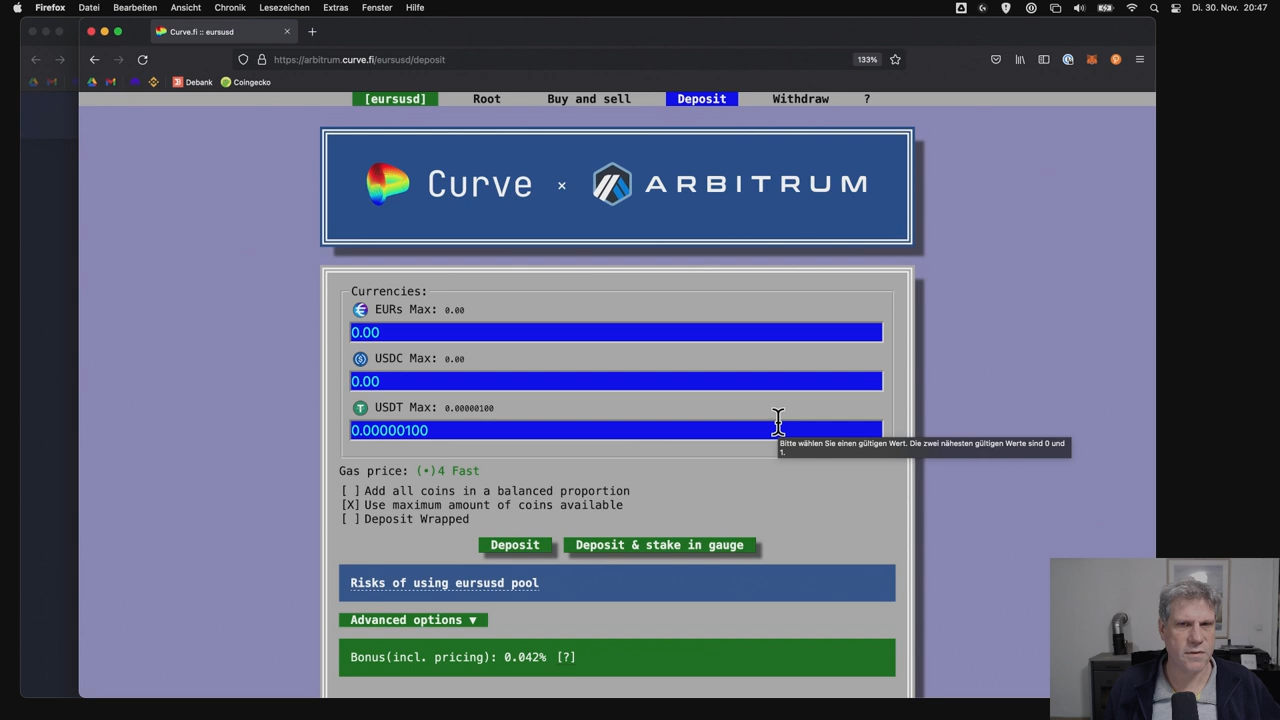 Firefox Datei Bearbeiten Ansicht Chronik Lesezeichen Extras Fenster Hilfe Di. 30. Nov. 20:47
Curve.fi :: eursusd
https://arbitrum.curve.fi/eursusd/deposit 133%
Debank Coingecko
[eursusd] Root Buy and sell Deposit Withdraw ?
Curve × ARBITRUM
Currencies:
EURs Max: 0.00
0.00
USDC Max: 0.00
0.00
USDT Max: 0.00000100
0.00000100
Bitte wählen Sie einen gültigen Wert. Die zwei nähesten gültigen Werte sind 0 und
1.
Gas price: (•)4 Fast
[ ] Add all coins in a balanced proportion
[X] Use maximum amount of coins available
[ ] Deposit Wrapped
Deposit Deposit & stake in gauge
Risks of using eursusd pool
Advanced options ▼
Bonus(incl. pricing): 0.042% [?]